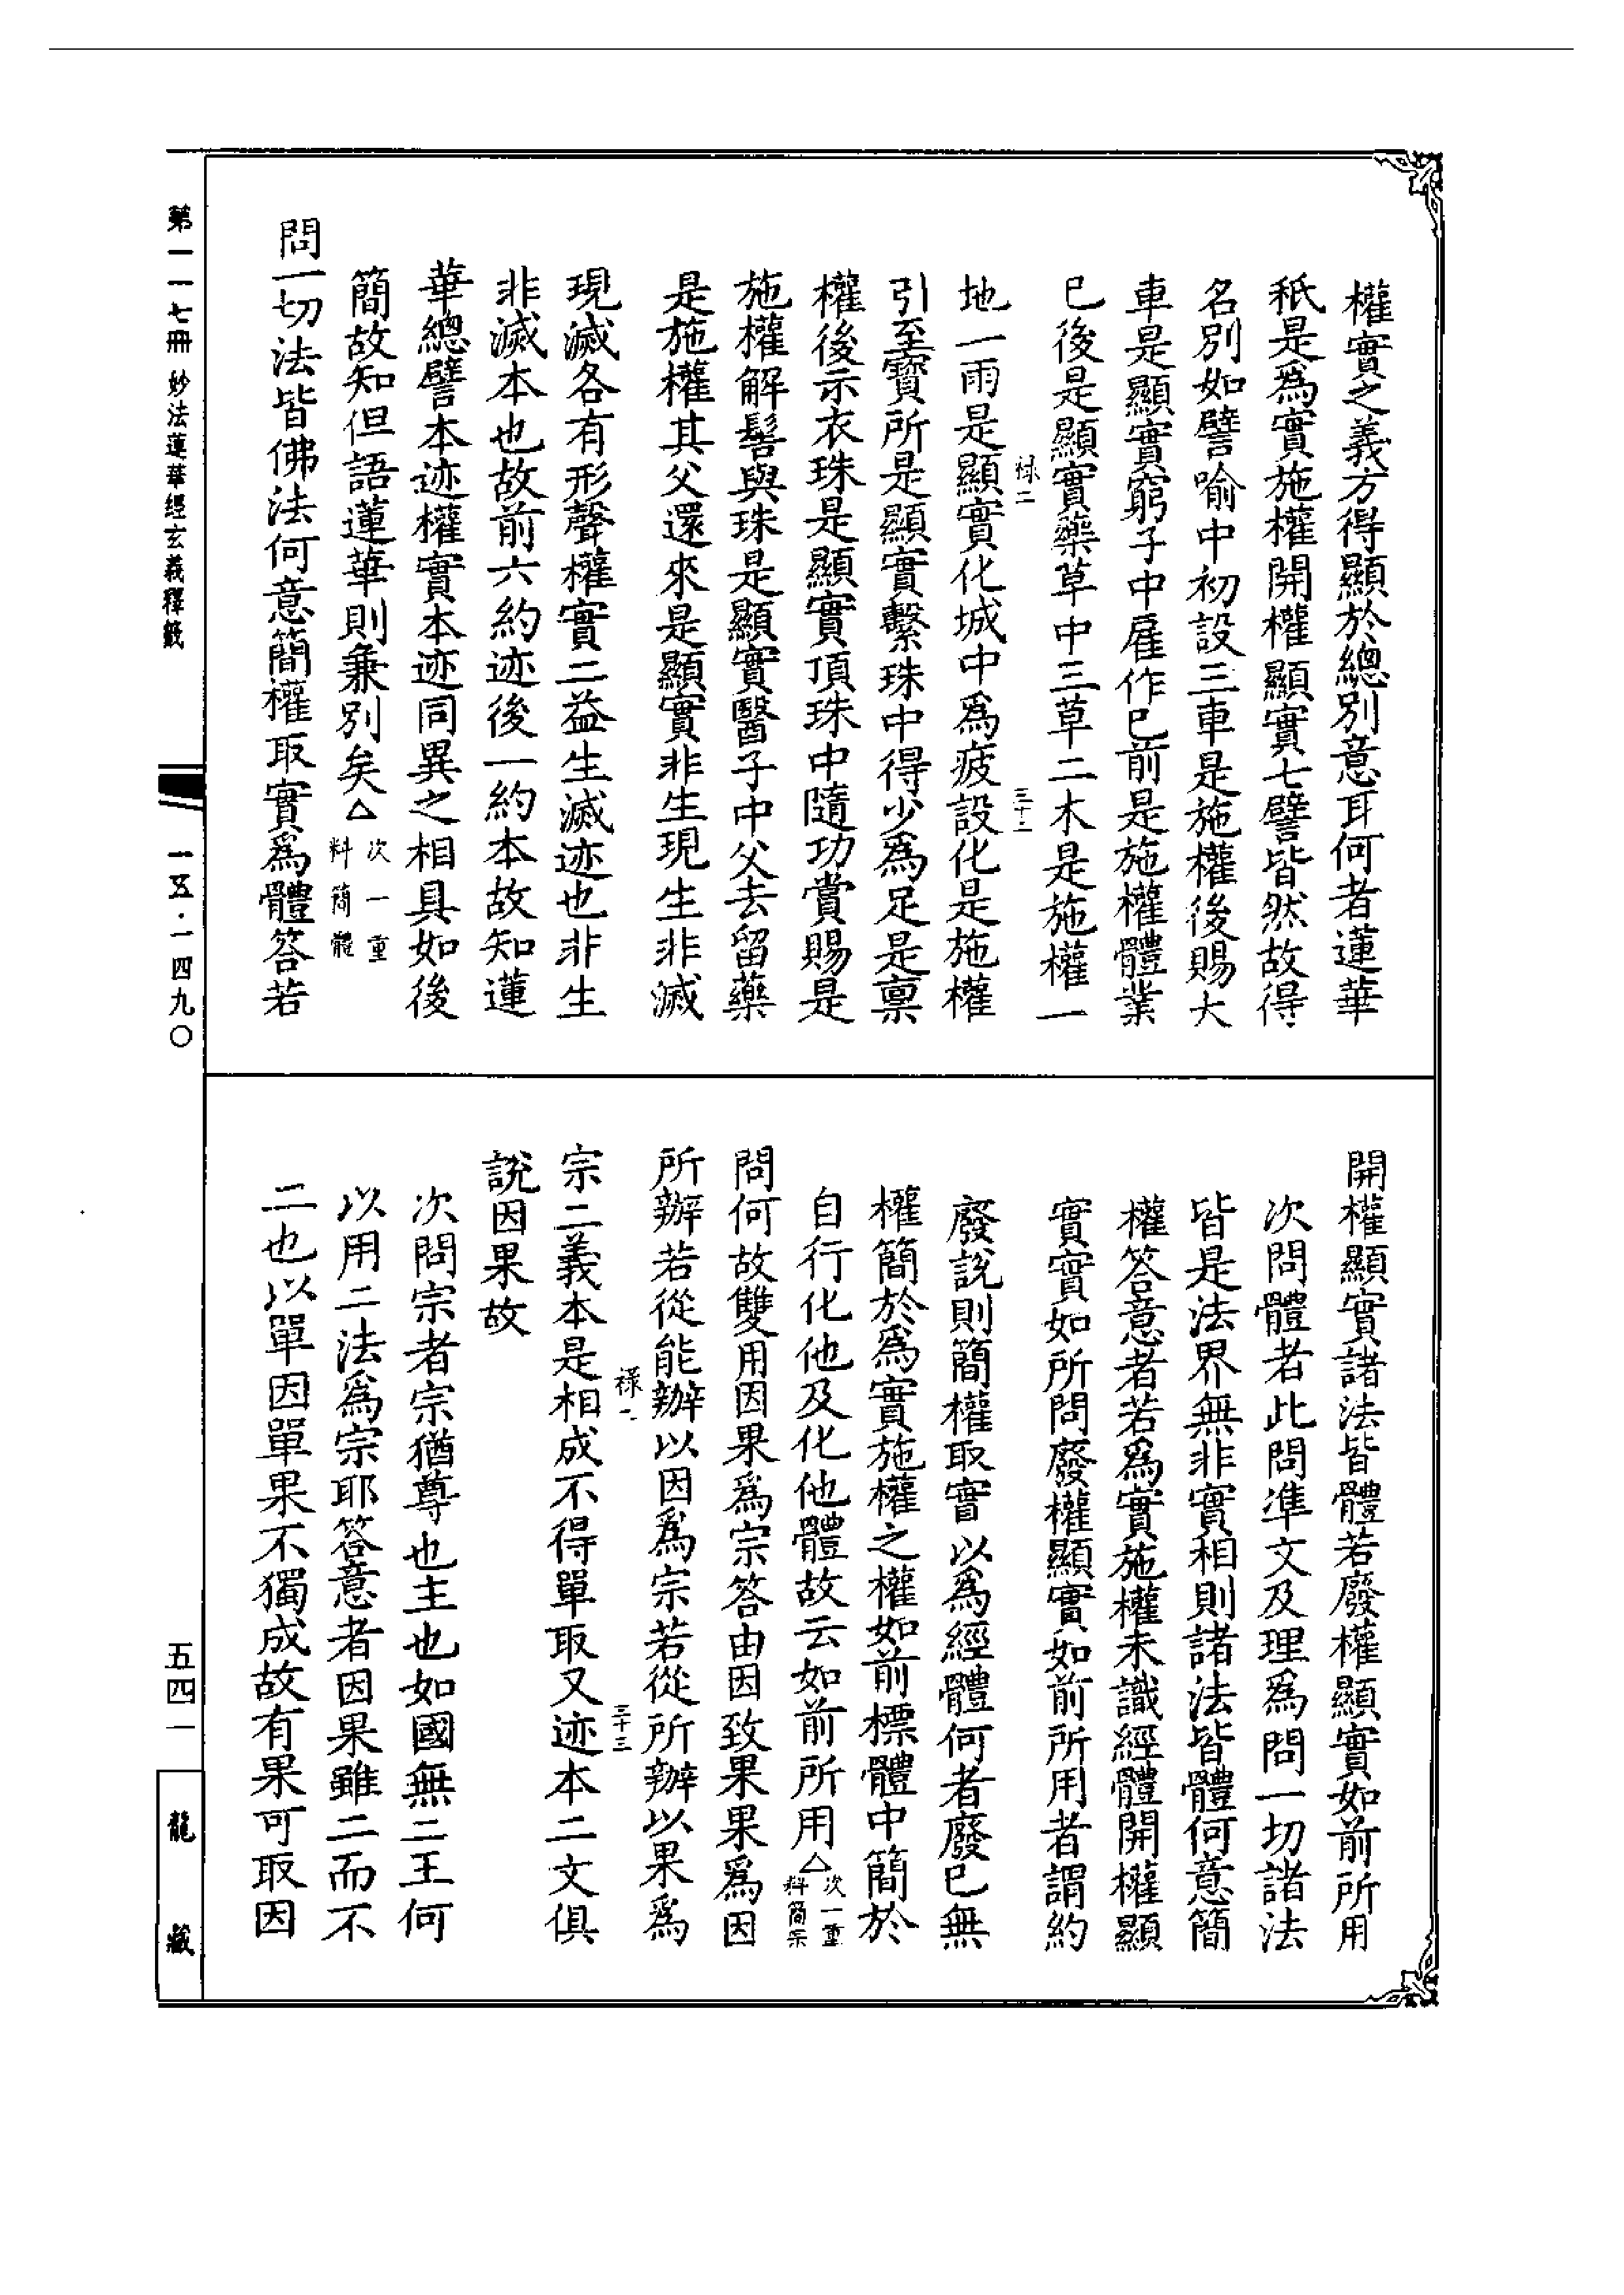 權實之義方得顯於總別意耳何者蓮華
秖是爲實施權開權顯實七譬皆然故得
名別如譬喻中初設三車是施權後賜大
車是顯實窮子中雇作已前是施權體業
已後是顯實藥草中三草二木是施權一
祿二
三十二
地一雨是顯實化城中爲疲設化是施權
引至寶所是顯實繫珠中得少爲足是禀
權後示衣珠是顯實頂珠中隨功賞賜是
施權解髻與珠是顯實醫子中父去留藥
是施權其父還來是顯實非生現生非滅
現滅各有形聲權實二益生滅迹也非生
非滅本也故前六約迹後一約本故知蓮
華總譬本迹權實本迹同異之相具如後
簡故知但語蓮華則兼別矣△次一重料簡體
問一切法皆佛法何意簡權取實爲體答若
開權顯實諸法皆體若廢權顯實如前所用
次問體者此問準文及理爲問一切諸法
皆是法界無非實相則諸法皆體何意簡
權答意者若爲實施權未識經體開權顯
實實如所問廢權顯實如前所用者謂約
廢說則簡權取實以爲經體何者廢已無
權簡於爲實施權之權如前標體中簡於
自行化他及化他體故云如前所用△次一重料簡宗
問何故雙用因果爲宗答由因致果果爲因
所辦若從能辦以因爲宗若從所辦以果爲
祿二
三十三
宗二義本是相成不得單取又迹本二文俱
說因果故
次問宗者宗猶尊也主也如國無二王何
以用二法爲宗耶答意者因果雖二而不
二也以單因單果不獨成故有果可取因
第一一七冊 妙法蓮華經玄義釋籤
一五·一四九〇
五四一
龍藏